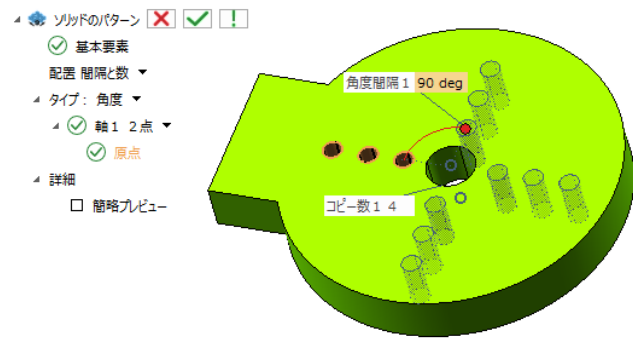 ソリッドのパターン
基本要素
配置 間隔と数
タイプ： 角度
軸１ ２点
原点
詳細
簡略プレビュー
角度間隔１ 90 deg
コピー数１ ４